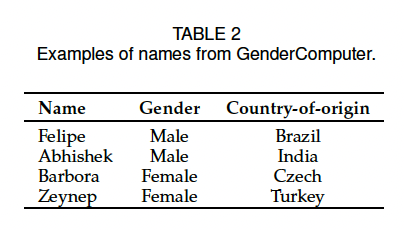 TABLE 2
Examples of names from GenderComputer.
Name Gender Country-of-origin
Felipe Male Brazil
Abhishek Male India
Barbora Female Czech
Zeynep Female Turkey